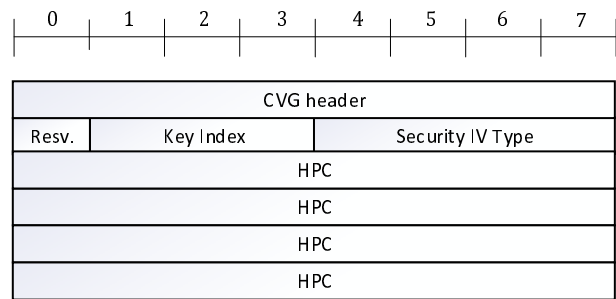 0 1 2 3 4 5 6 7
CVG header
Resv. Key Index Security IV Type
HPC
HPC
HPC
HPC